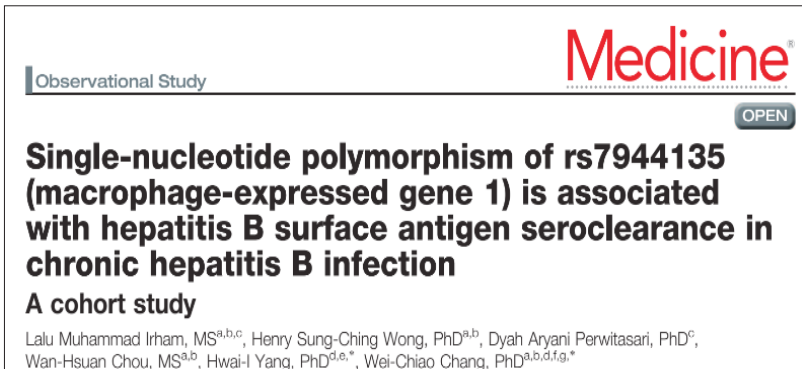 Observational Study
Medicine®
OPEN
Single-nucleotide polymorphism of rs7944135
(macrophage-expressed gene 1) is associated
with hepatitis B surface antigen seroclearance in
chronic hepatitis B infection
A cohort study
Lalu Muhammad Irham, MSa,b,c, Henry Sung-Ching Wong, PhDa,b, Dyah Aryani Perwitasari, PhDc,
Wan-Hsuan Chou, MSa,b, Hwai-I Yang, PhDd,e,*, Wei-Chiao Chang, PhDa,b,d,f,g,*